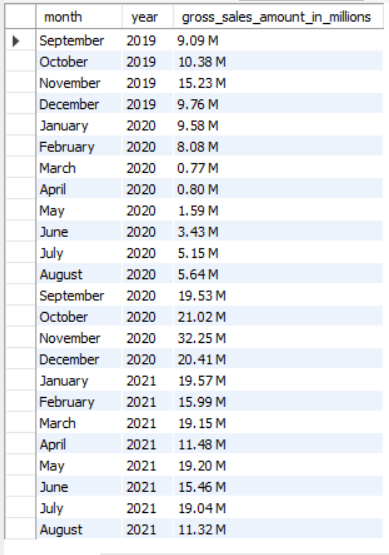 month year gross_sales_amount_in_millions
September 2019 9.09 M
October 2019 10.38 M
November 2019 15.23 M
December 2019 9.76 M
January 2020 9.58 M
February 2020 8.08 M
March 2020 0.77 M
April 2020 0.80 M
May 2020 1.59 M
June 2020 3.43 M
July 2020 5.15 M
August 2020 5.64 M
September 2020 19.53 M
October 2020 21.02 M
November 2020 32.25 M
December 2020 20.41 M
January 2021 19.57 M
February 2021 15.99 M
March 2021 19.15 M
April 2021 11.48 M
May 2021 19.20 M
June 2021 15.46 M
July 2021 19.04 M
August 2021 11.32 M